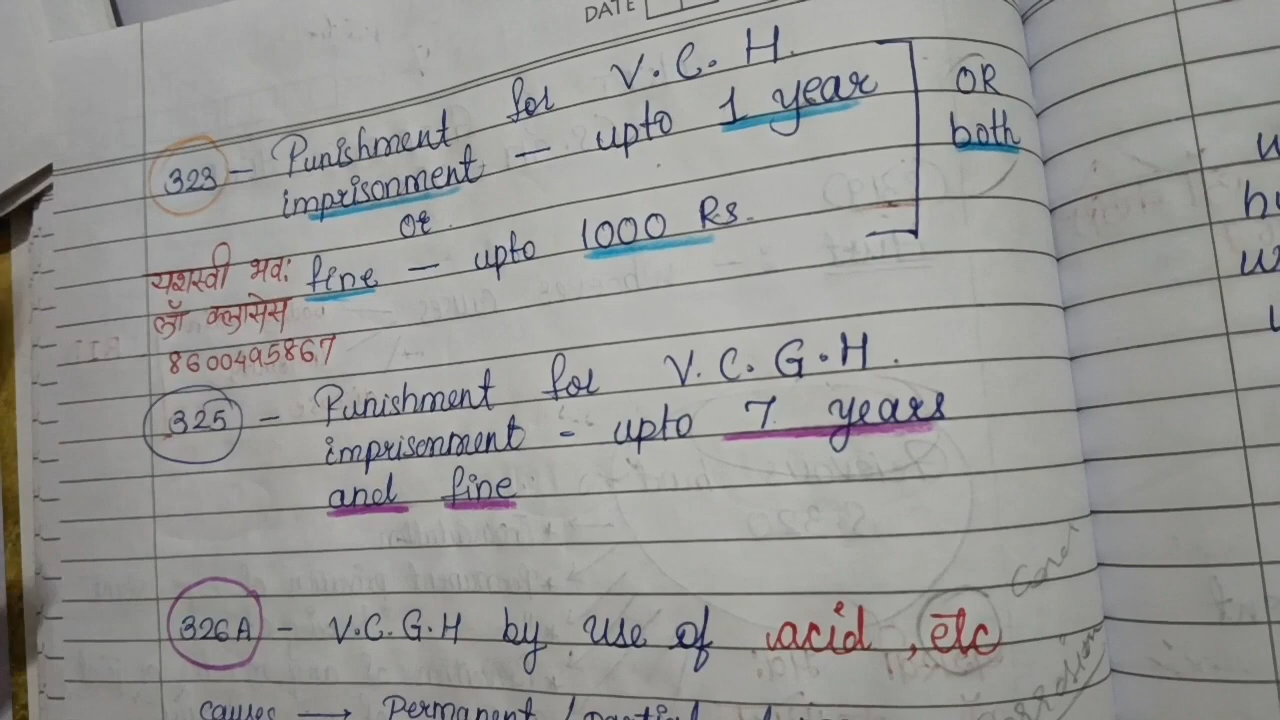 DATE
323 - Punishment for V.C.H.
imprisonment - upto 1 year
or
fine - upto 1000 Rs.
OR
both
यशस्वी भव:
लॉ क्लासेस
8600495867
325 - Punishment for V.C.G.H.
imprisonment - upto 7 years
and fine
326A - V.C.G.H by use of acid, etc
causes → Permanent /